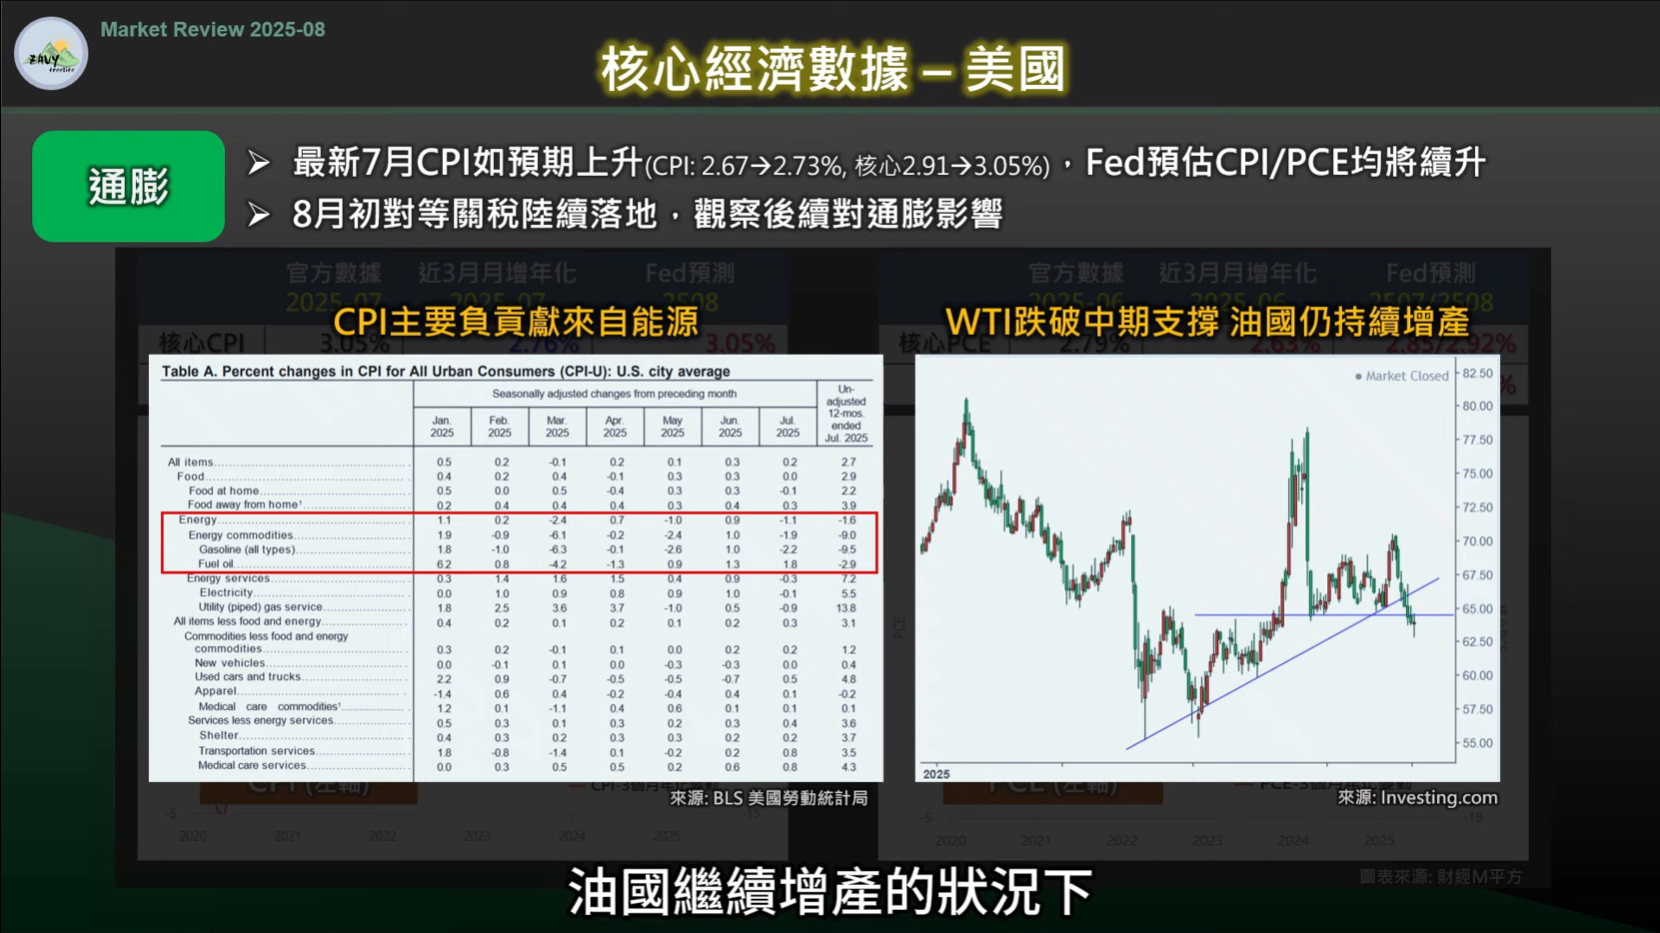 Market Review 2025-08
ZAVY
核心經濟數據 – 美國
通膨
➢ 最新7月CPI如預期上升(CPI: 2.67→2.73%, 核心2.91→3.05%)，Fed預估CPI/PCE均將續升
➢ 8月初對等關稅陸續落地，觀察後續對通膨影響
官方數據 近3月月增年化 Fed預測
2025-07 2025-07 2508
核心CPI 3.05% 2.76% 3.05%
官方數據 近3月月增年化 Fed預測
2025-06 2025-06 2507/2508
核心PCE 2.79% 2.63% 2.85/2.92%
CPI主要負貢獻來自能源
Table A. Percent changes in CPI for All Urban Consumers (CPI-U): U.S. city average
Seasonally adjusted changes from preceding month
Un-adjusted 12-mos. ended Jul. 2025
Jan. 2025 Feb. 2025 Mar. 2025 Apr. 2025 May 2025 Jun. 2025 Jul. 2025
All items 0.5 0.2 -0.1 0.2 0.1 0.3 0.2 2.7
Food 0.4 0.2 0.4 -0.1 0.3 0.3 0.0 2.9
Food at home 0.5 0.0 0.5 -0.4 0.3 0.3 -0.1 2.2
Food away from home¹ 0.2 0.4 0.4 0.4 0.3 0.4 0.3 3.9
Energy 1.1 0.2 -2.4 0.7 -1.0 0.9 -1.1 -1.6
Energy commodities 1.9 -0.9 -6.1 -0.2 -2.4 1.0 -1.9 -9.0
Gasoline (all types) 1.8 -1.0 -6.3 -0.1 -2.6 1.0 -2.2 -9.5
Fuel oil 6.2 0.8 -4.2 -1.3 0.9 1.3 1.8 -2.9
Energy services 0.3 1.4 1.6 1.5 0.4 0.9 -0.3 7.2
Electricity 0.0 1.0 0.9 0.8 0.9 1.0 -0.1 5.5
Utility (piped) gas service 1.8 2.5 3.6 3.7 -1.0 0.5 -0.9 13.8
All items less food and energy 0.4 0.2 0.1 0.2 0.1 0.2 0.3 3.1
Commodities less food and energy
commodities 0.3 0.2 -0.1 0.1 0.0 0.2 0.2 1.2
New vehicles 0.0 -0.1 0.1 0.0 -0.3 -0.3 0.0 0.4
Used cars and trucks 2.2 0.9 -0.7 -0.5 -0.5 -0.7 0.5 4.8
Apparel -1.4 0.6 0.4 -0.2 -0.4 0.4 0.1 -0.2
Medical care commodities¹ 1.2 0.1 -1.1 0.4 0.6 0.1 0.1 0.1
Services less energy services 0.5 0.3 0.1 0.3 0.2 0.3 0.4 3.6
Shelter 0.4 0.3 0.2 0.3 0.3 0.2 0.2 3.7
Transportation services 1.8 -0.8 -1.4 0.1 -0.2 0.2 0.8 3.5
Medical care services 0.0 0.3 0.5 0.5 0.2 0.6 0.8 4.3
來源: BLS 美國勞動統計局
WTI跌破中期支撐 油國仍持續增產
Market Closed
82.50
80.00
77.50
75.00
72.50
70.00
67.50
65.00
62.50
60.00
57.50
55.00
2025
來源: Investing.com
PCE
CPI (左軸)
PCE (左軸)
-5 -15
2020 2021 2022 2023 2024 2025
-5 -18
2020 2021 2022 2023 2024 2025
圖表來源: 財經M平方
油國繼續增產的狀況下